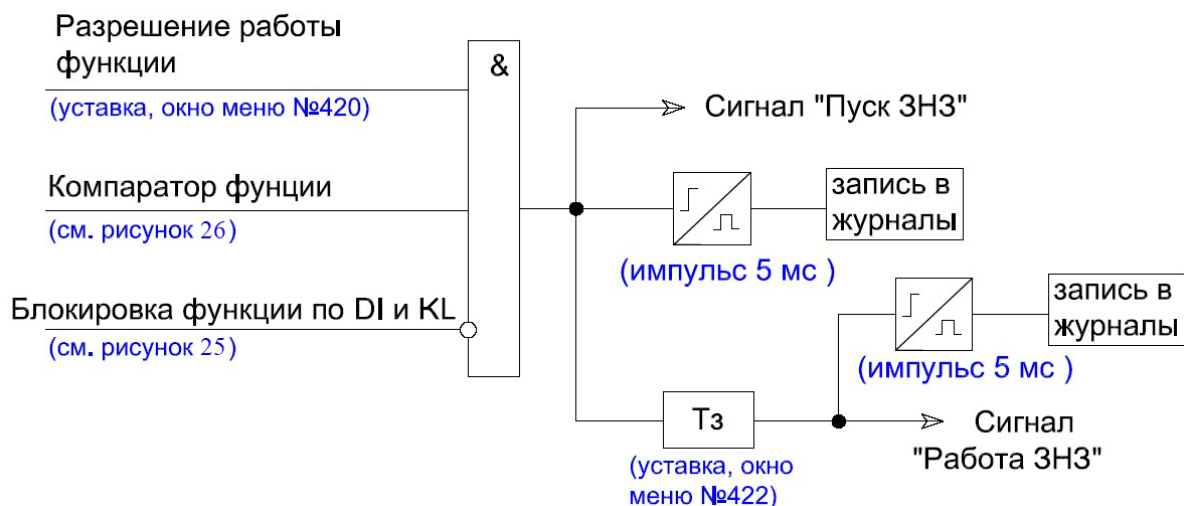 Разрешение работы
функции
(уставка, окно меню №420)
&
Сигнал "Пуск ЗНЗ"
Компаратор фунции
(см. рисунок 26)
запись в
журналы
(импульс 5 мс )
Блокировка функции по DI и KL
(см. рисунок 25)
запись в
журналы
(импульс 5 мс )
Тз
(уставка, окно
меню №422)
Сигнал
"Работа ЗНЗ"